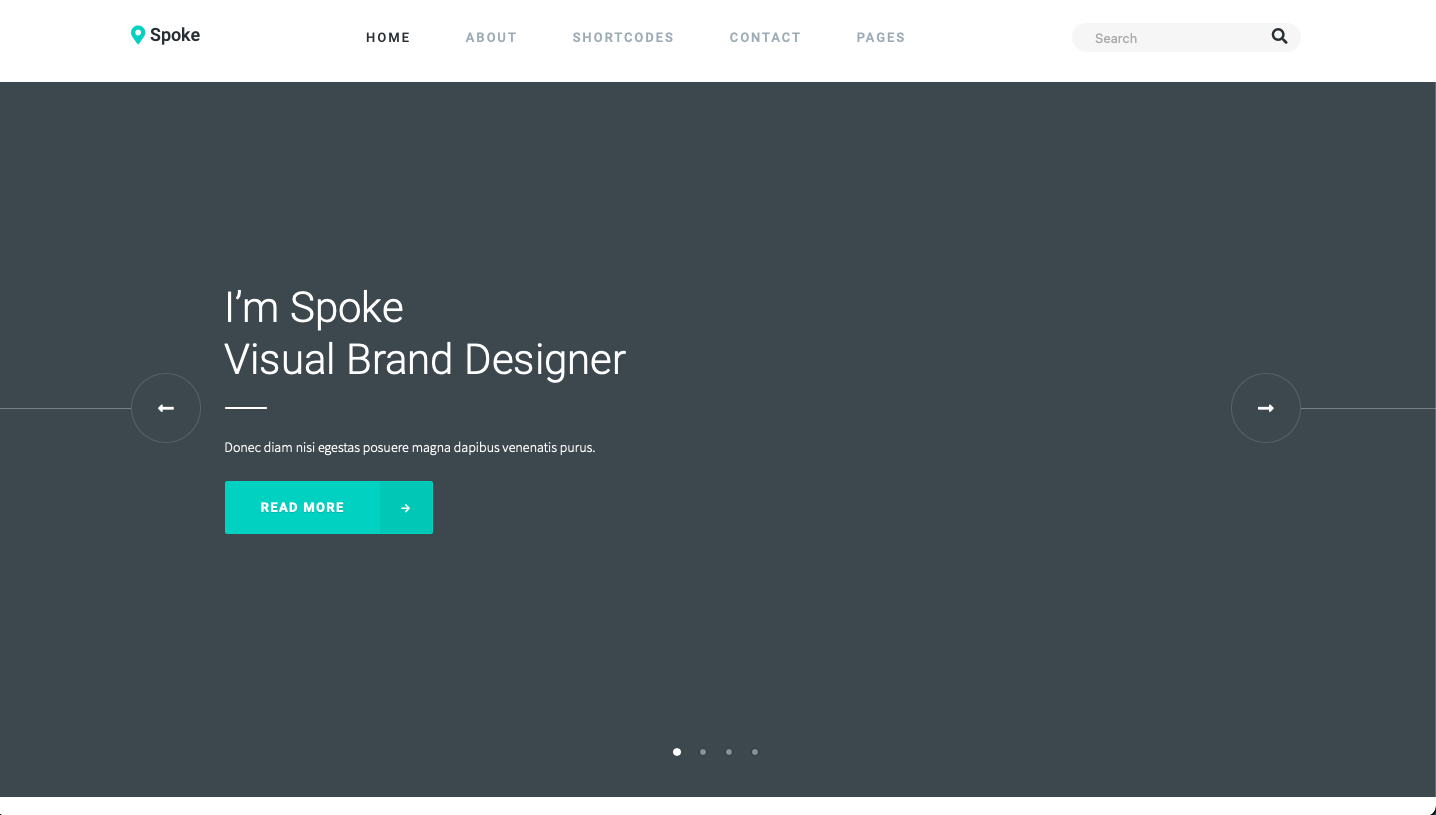 Spoke
HOME
ABOUT
SHORTCODES
CONTACT
PAGES
Search
I’m Spoke
Visual Brand Designer
Donec diam nisi egestas posuere magna dapibus venenatis purus.
READ MORE